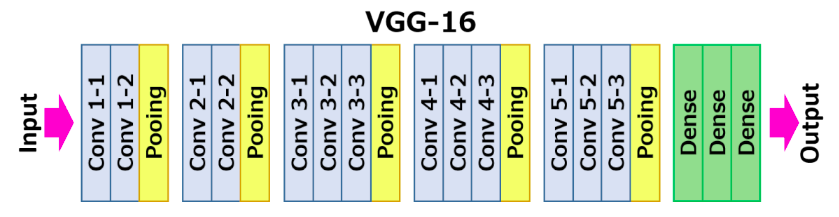 VGG-16
Input
Conv 1-1
Conv 1-2
Pooing
Conv 2-1
Conv 2-2
Pooing
Conv 3-1
Conv 3-2
Conv 3-3
Pooing
Conv 4-1
Conv 4-2
Conv 4-3
Pooing
Conv 5-1
Conv 5-2
Conv 5-3
Pooing
Dense
Dense
Dense
Output